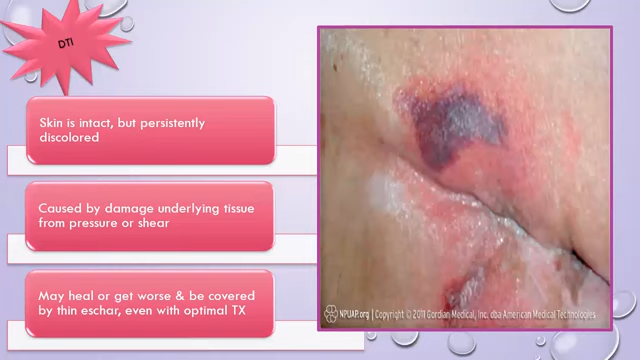 DTI
Skin is intact, but persistently
discolored
Caused by damage underlying tissue
from pressure or shear
May heal or get worse & be covered
by thin eschar, even with optimal TX
NPUAP.org | Copyright © 2011 Gordian Medical, Inc. dba American Medical Technologies